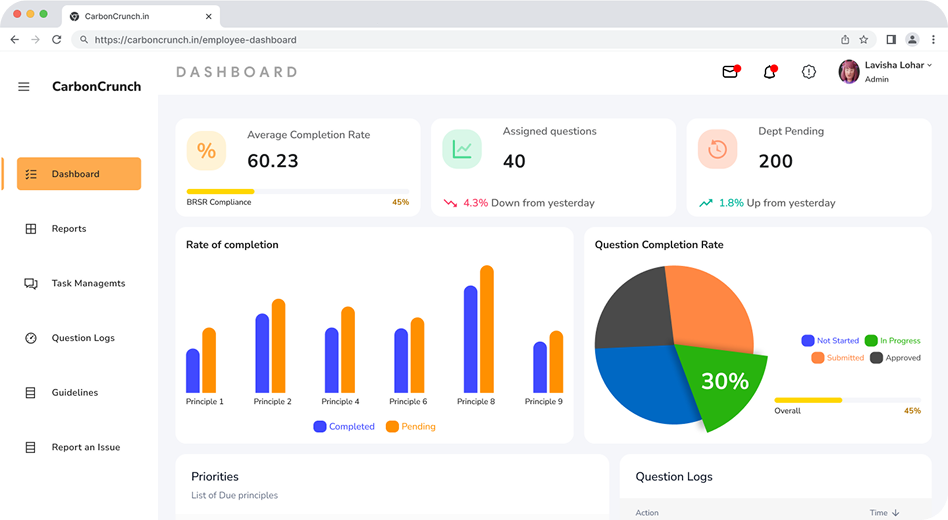 CarbonCrunch.in
https://carboncrunch.in/employee-dashboard
CarbonCrunch
DASHBOARD
Lavisha Lohar
Admin
Dashboard
Reports
Task Managemts
Question Logs
Guidelines
Report an Issue
%
Average Completion Rate
60.23
BRSR Compliance 45%
Assigned questions
40
4.3% Down from yesterday
Dept Pending
200
1.8% Up from yesterday
Rate of completion
Principle 1 Principle 2 Principle 4 Principle 6 Principle 8 Principle 9
Completed Pending
Question Completion Rate
30%
Not Started In Progress
Submitted Approved
Overall 45%
Priorities
List of Due principles
Question Logs
Action Time